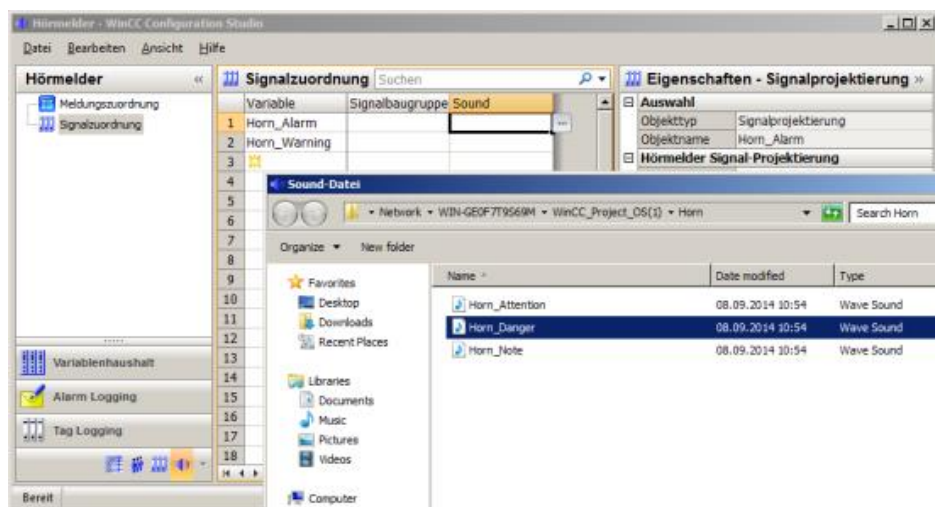 Hörmelder - WinCC Configuration Studio
Datei Bearbeiten Ansicht Hilfe
Hörmelder «
Meldungszuordnung
Signalzuordnung
Variablenhaushalt
Alarm Logging
Tag Logging
Bereit
Signalzuordnung Suchen
Variable Signalbaugruppe Sound
1 Horn_Alarm ...
2 Horn_Warning
3
4
5
6
7
8
9
10
11
12
13
14
15
16
17
18
Eigenschaften - Signalprojektierung »
Auswahl
Objekttyp Signalprojektierung
Objektname Horn_Alarm
Hörmelder Signal-Projektierung
Sound-Datei
Network WIN-GE0F7T9S69M WinCC_Project_OS(1) Horn
Search Horn
Organize New folder
Favorites
Desktop
Downloads
Recent Places
Libraries
Documents
Music
Pictures
Videos
Computer
Name Date modified Type
Horn_Attention 08.09.2014 10:54 Wave Sound
Horn_Danger 08.09.2014 10:54 Wave Sound
Horn_Note 08.09.2014 10:54 Wave Sound